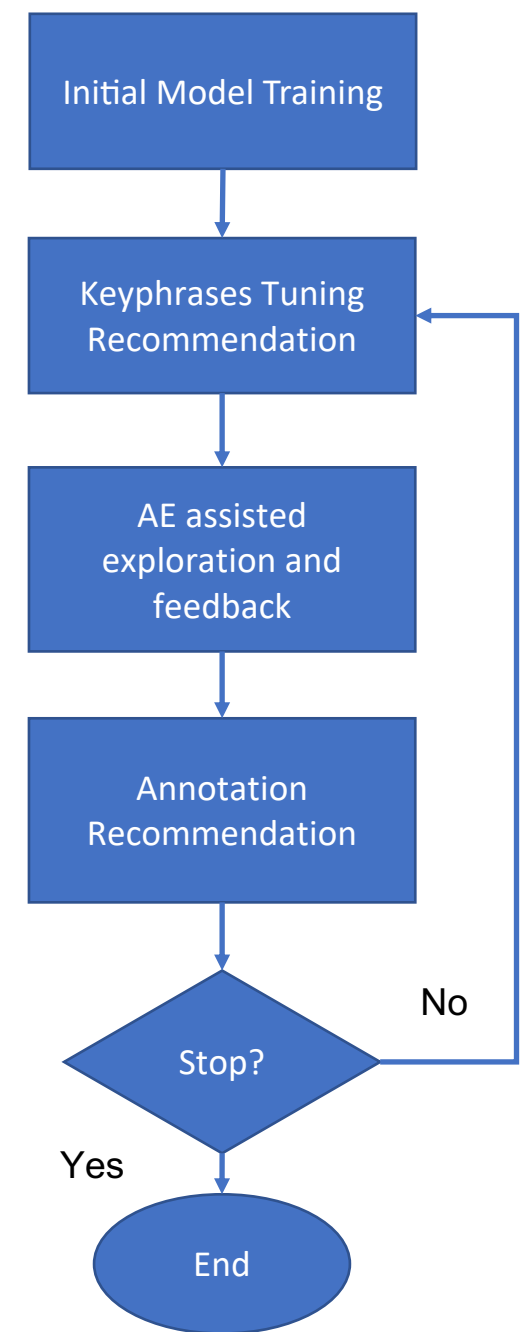 Initial Model Training
Keyphrases Tuning
Recommendation
AE assisted
exploration and
feedback
Annotation
Recommendation
No
Stop?
Yes
End